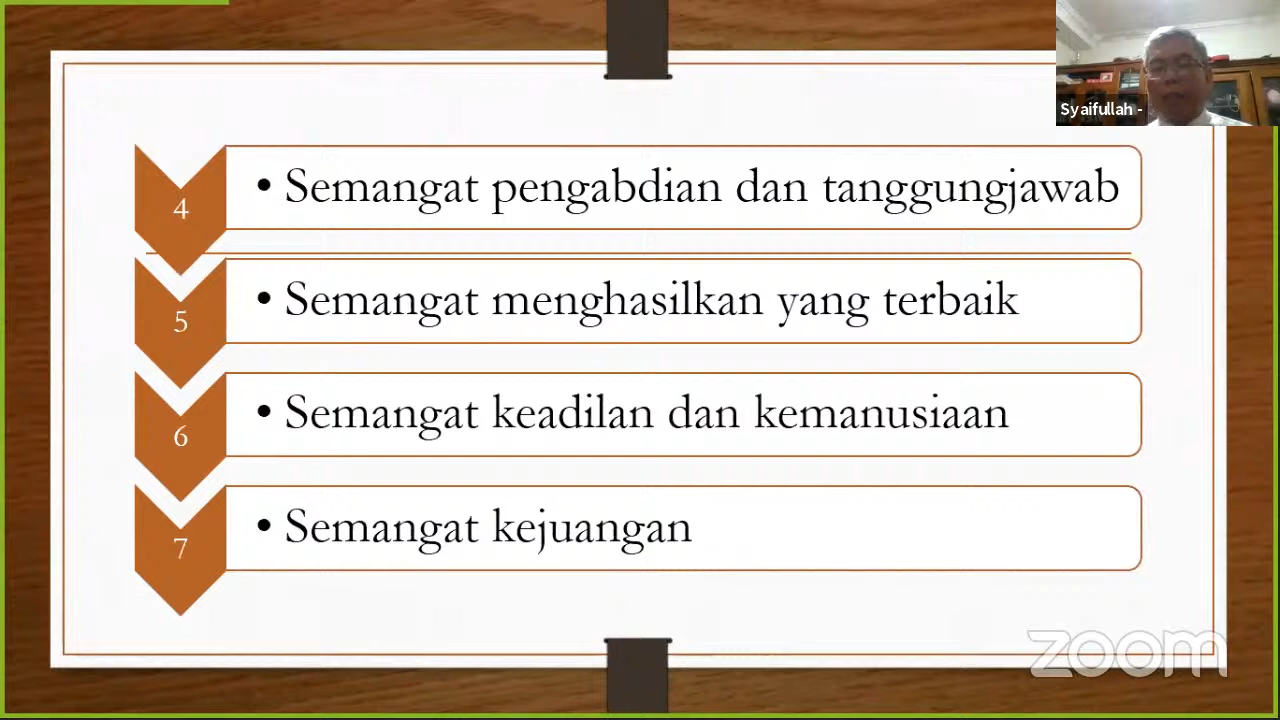 Syaifullah -
4
• Semangat pengabdian dan tanggungjawab
5
• Semangat menghasilkan yang terbaik
6
• Semangat keadilan dan kemanusiaan
7
• Semangat kejuangan
zoom